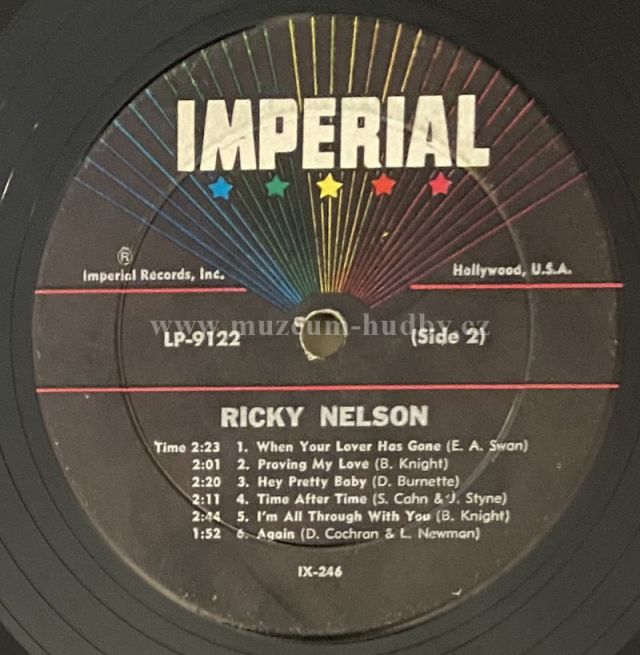 IMPERIAL
®
Imperial Records, Inc.
Hollywood, U.S.A.
www.muzeum-hudby.cz
LP-9122
(Side 2)
RICKY NELSON
Time 2:23 1. When Your Lover Has Gone (E. A. Swan)
2:01 2. Proving My Love (B. Knight)
2:20 3. Hey Pretty Baby (D. Burnette)
2:11 4. Time After Time (S. Cahn & J. Styne)
2:44 5. I'm All Through With You (B. Knight)
1:52 6. Again (D. Cochran & L. Newman)
IX-246